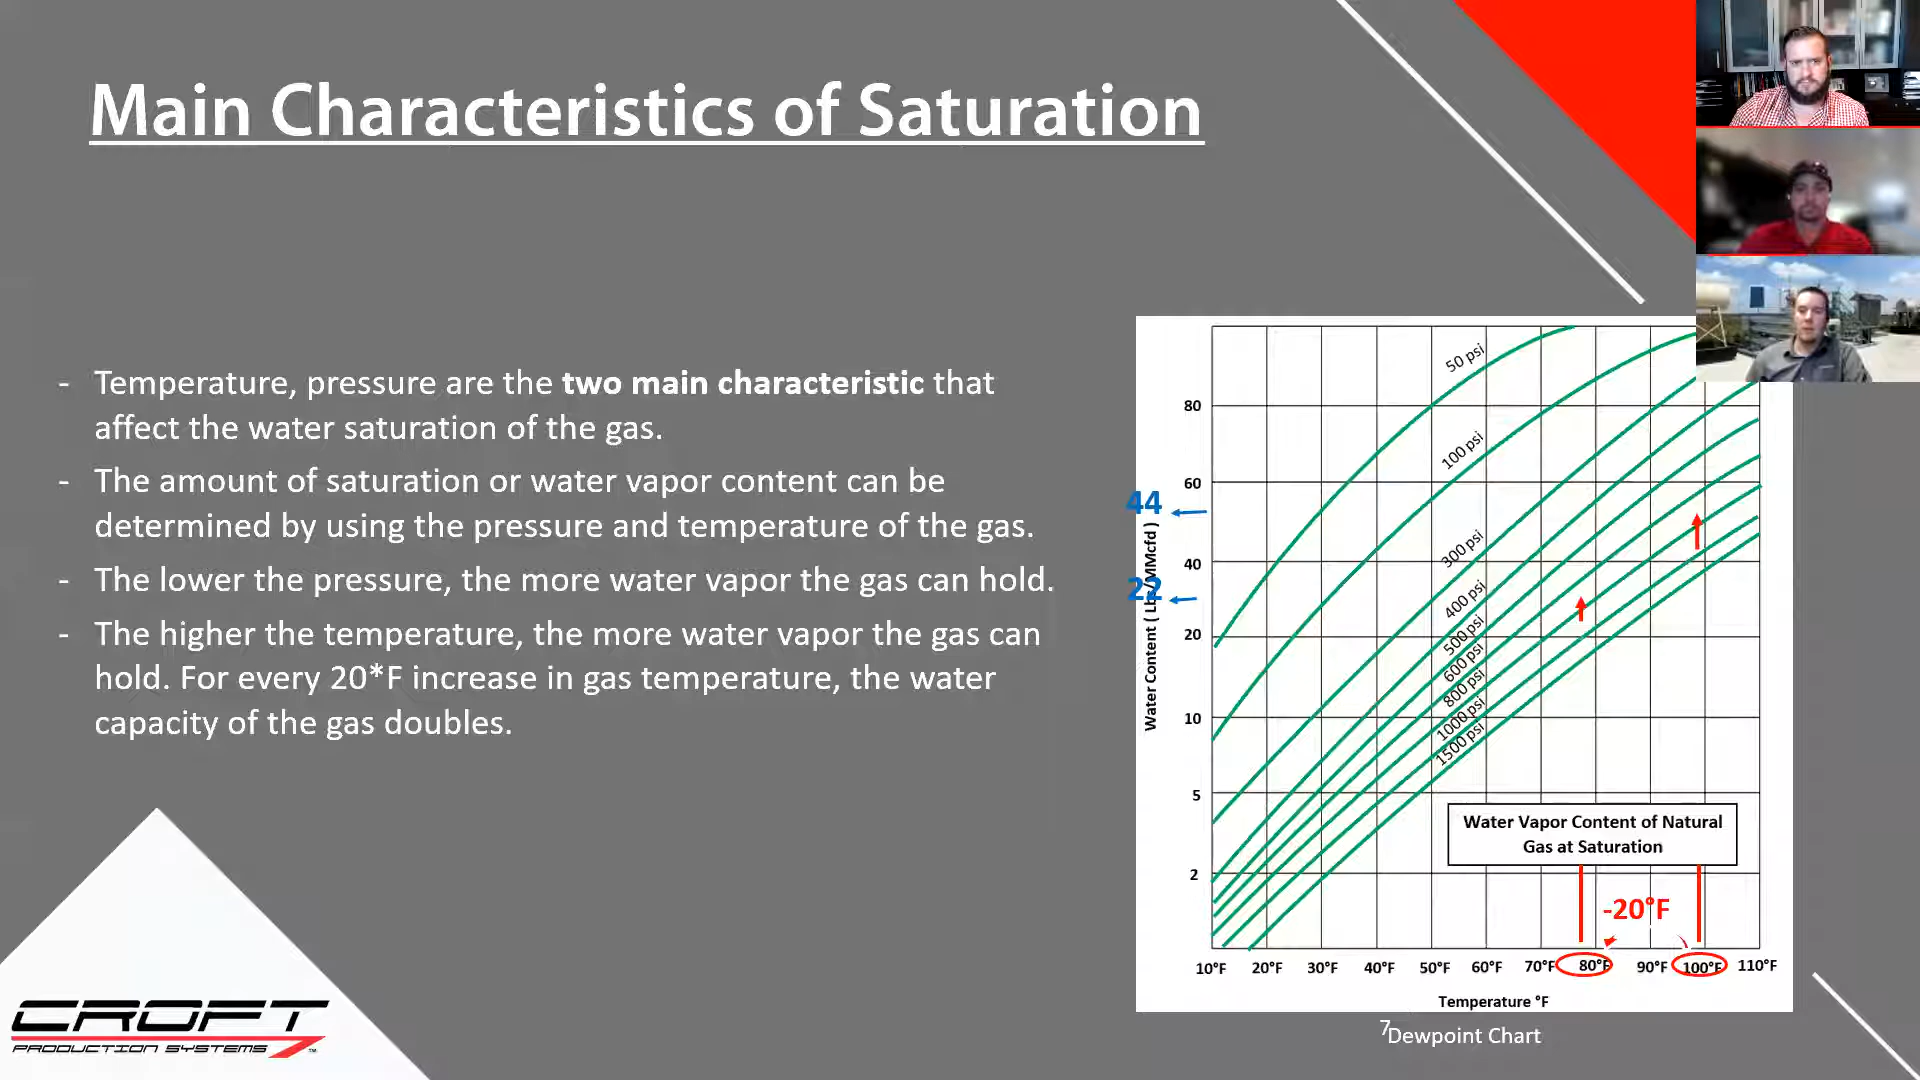 Main Characteristics of Saturation
- Temperature, pressure are the two main characteristic that
affect the water saturation of the gas.
- The amount of saturation or water vapor content can be
determined by using the pressure and temperature of the gas.
- The lower the pressure, the more water vapor the gas can hold.
- The higher the temperature, the more water vapor the gas can
hold. For every 20*F increase in gas temperature, the water
capacity of the gas doubles.
50 psi
100 psi
300 psi
400 psi
500 psi
600 psi
800 psi
1000 psi
1500 psi
80
60
44
40
22
20
10
5
2
Water Content ( Lbs/MMcfd )
Water Vapor Content of Natural
Gas at Saturation
-20°F
10°F 20°F 30°F 40°F 50°F 60°F 70°F 80°F 90°F 100°F 110°F
Temperature °F
7
Dewpoint Chart
CROFT
PRODUCTION SYSTEMS
TM